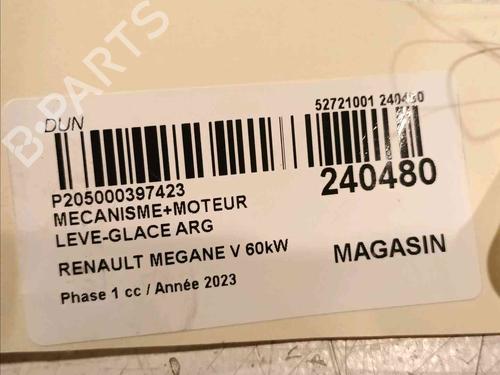 B-PARTS
DUN
52721001 240480
P205000397423
MECANISME+MOTEUR
LEVE-GLACE ARG
240480
RENAULT MEGANE V 60kW
MAGASIN
Phase 1 cc / Année 2023